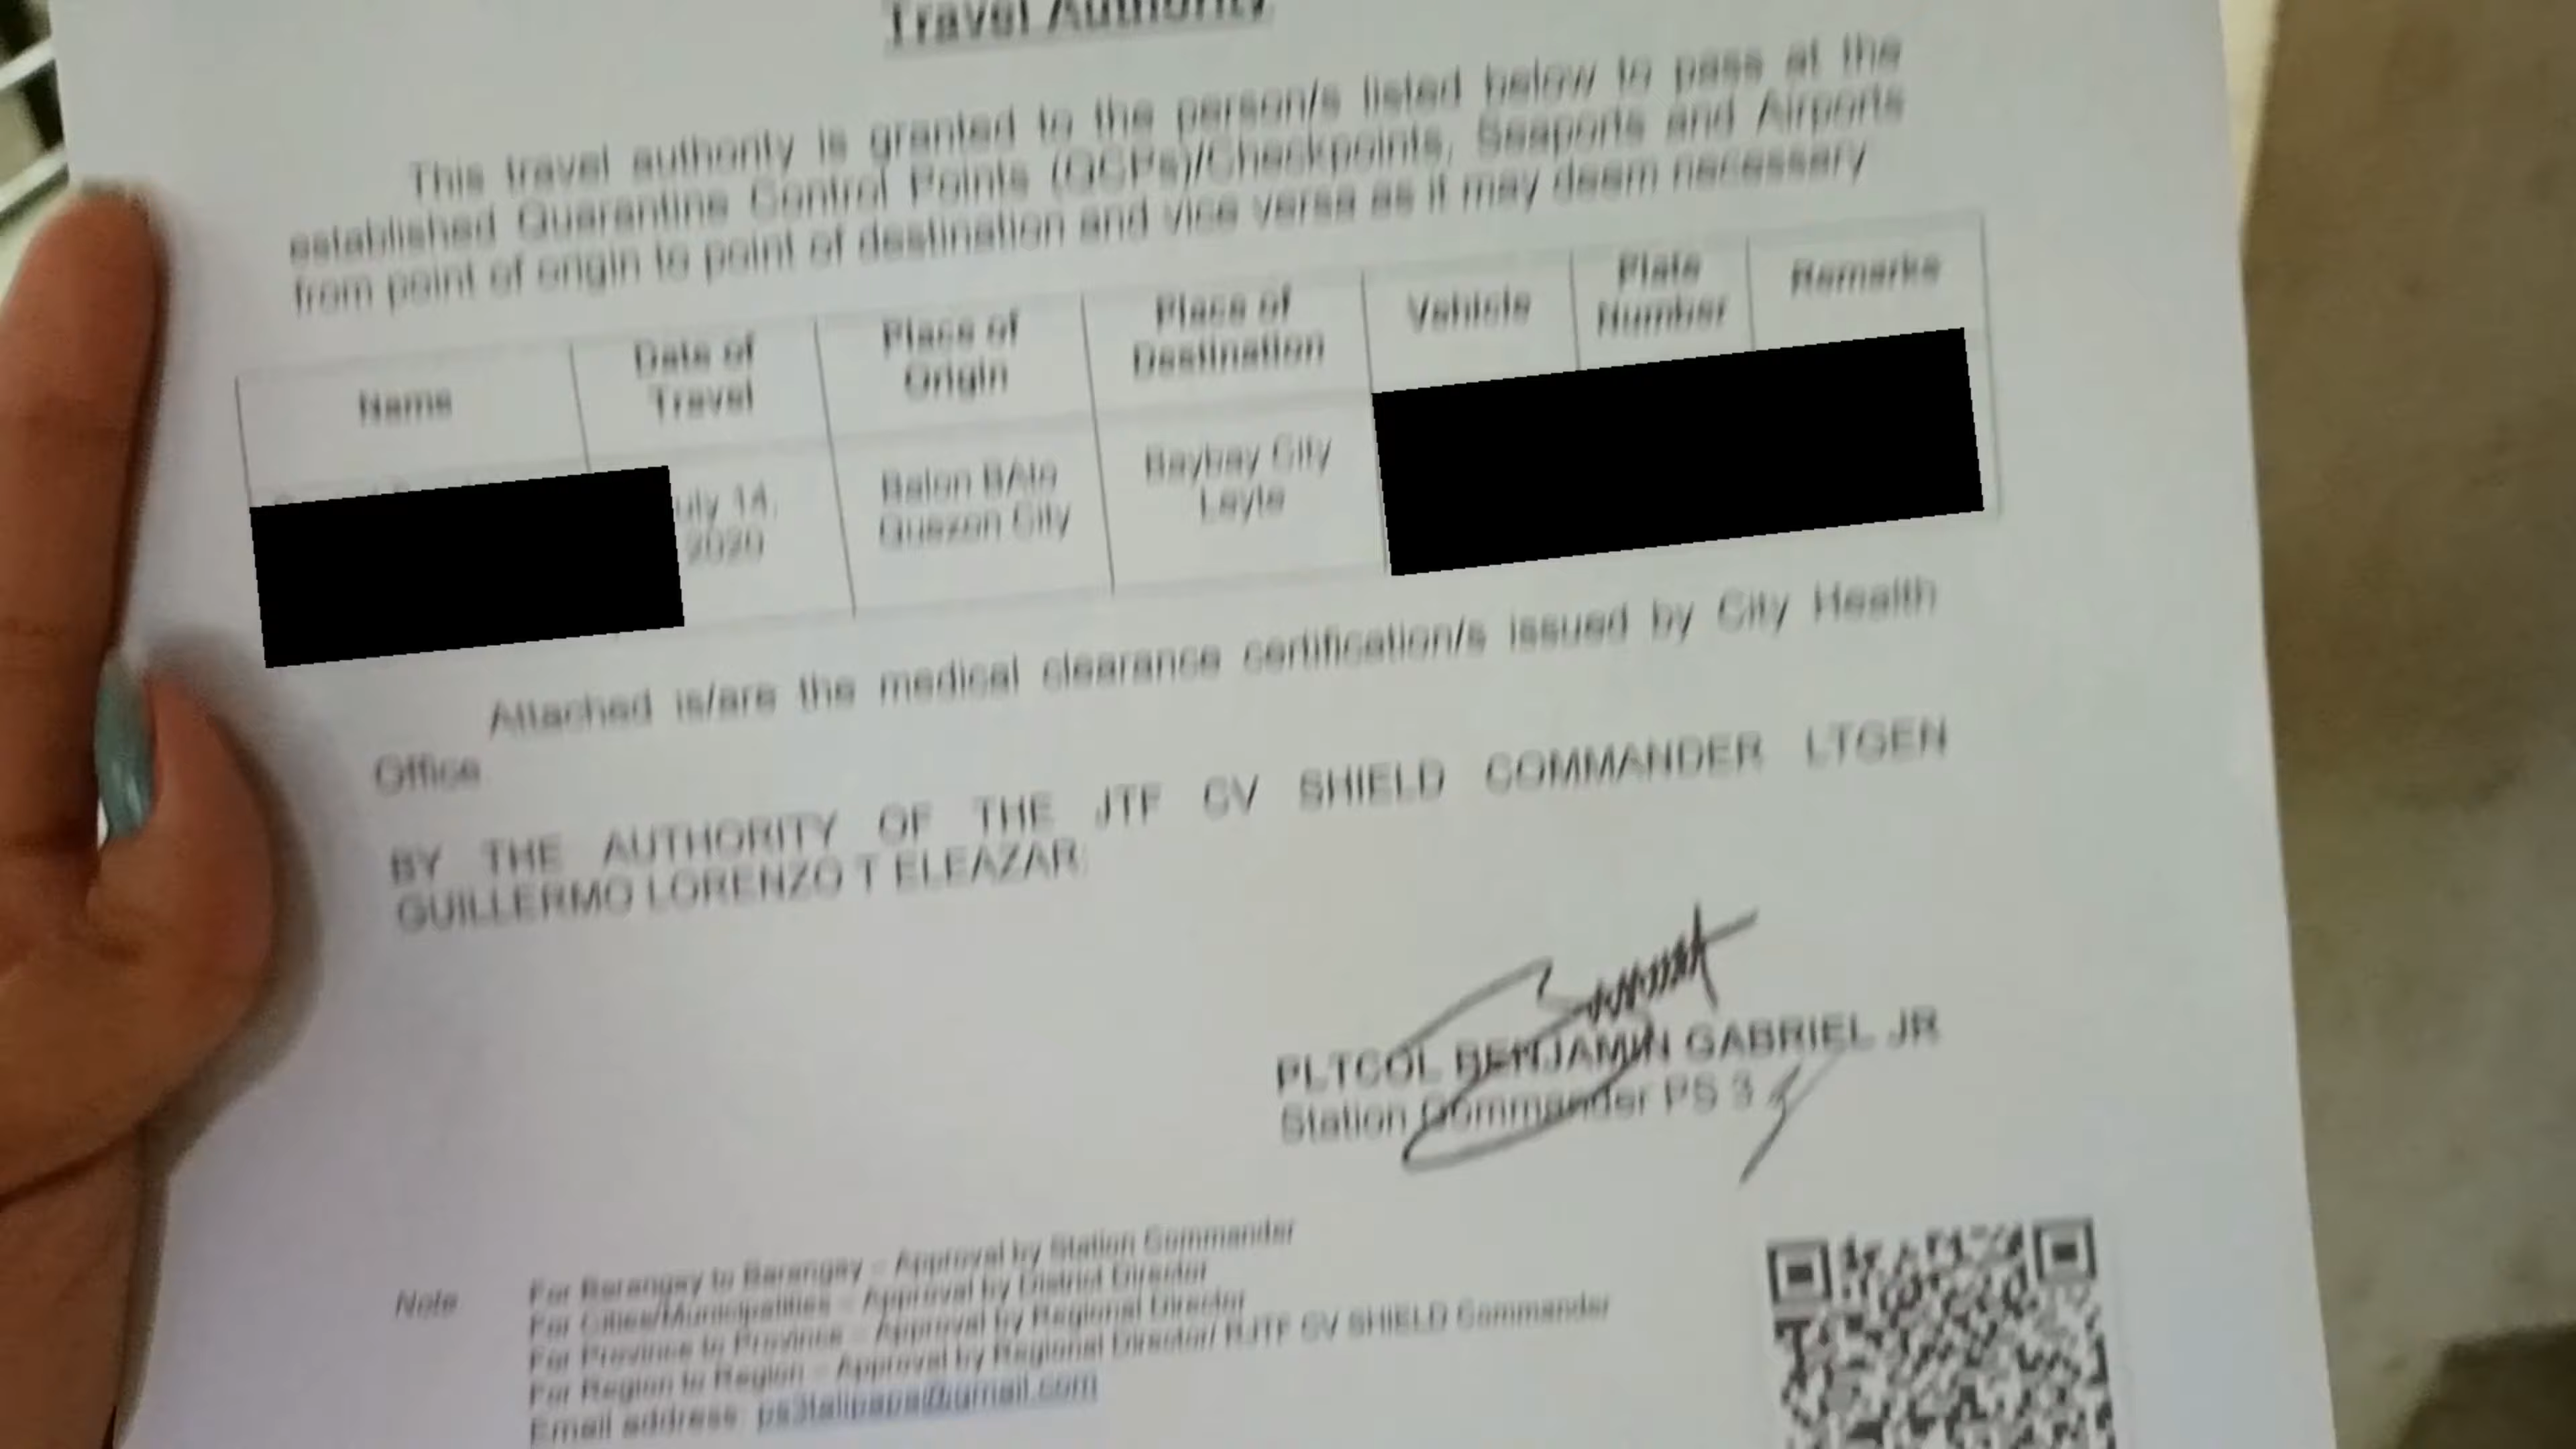 Travel Authority
This travel authority is granted to the person/s listed below to pass at the
established Quarantine Control Points (QCPs)/Checkpoints, Seaports and Airports
from point of origin to point of destination and vice versa as it may deem necessary
Name
Date of
Travel
Place of
Origin
Place of
Destination
Vehicle
Plate
Number
Remarks
uly 14,
2020
Balon BAto
Quezon City
Baybay City
Leyte
Attached is/are the medical clearance certification/s issued by City Health
Office
BY THE AUTHORITY OF THE JTF CV SHIELD COMMANDER LTGEN
GUILLERMO LORENZO T ELEAZAR:
PLTCOL BENJAMIN GABRIEL JR
Station Commander PS 3
Note
For Barangay to Barangay – Approval by Station Commander
For Cities/Municipalities – Approval by District Director
For Province to Province – Approval by Regional Director
For Region to Region – Approval by Regional Director/ RJTF CV SHIELD Commander
Email address: ps3talipapa@gmail.com